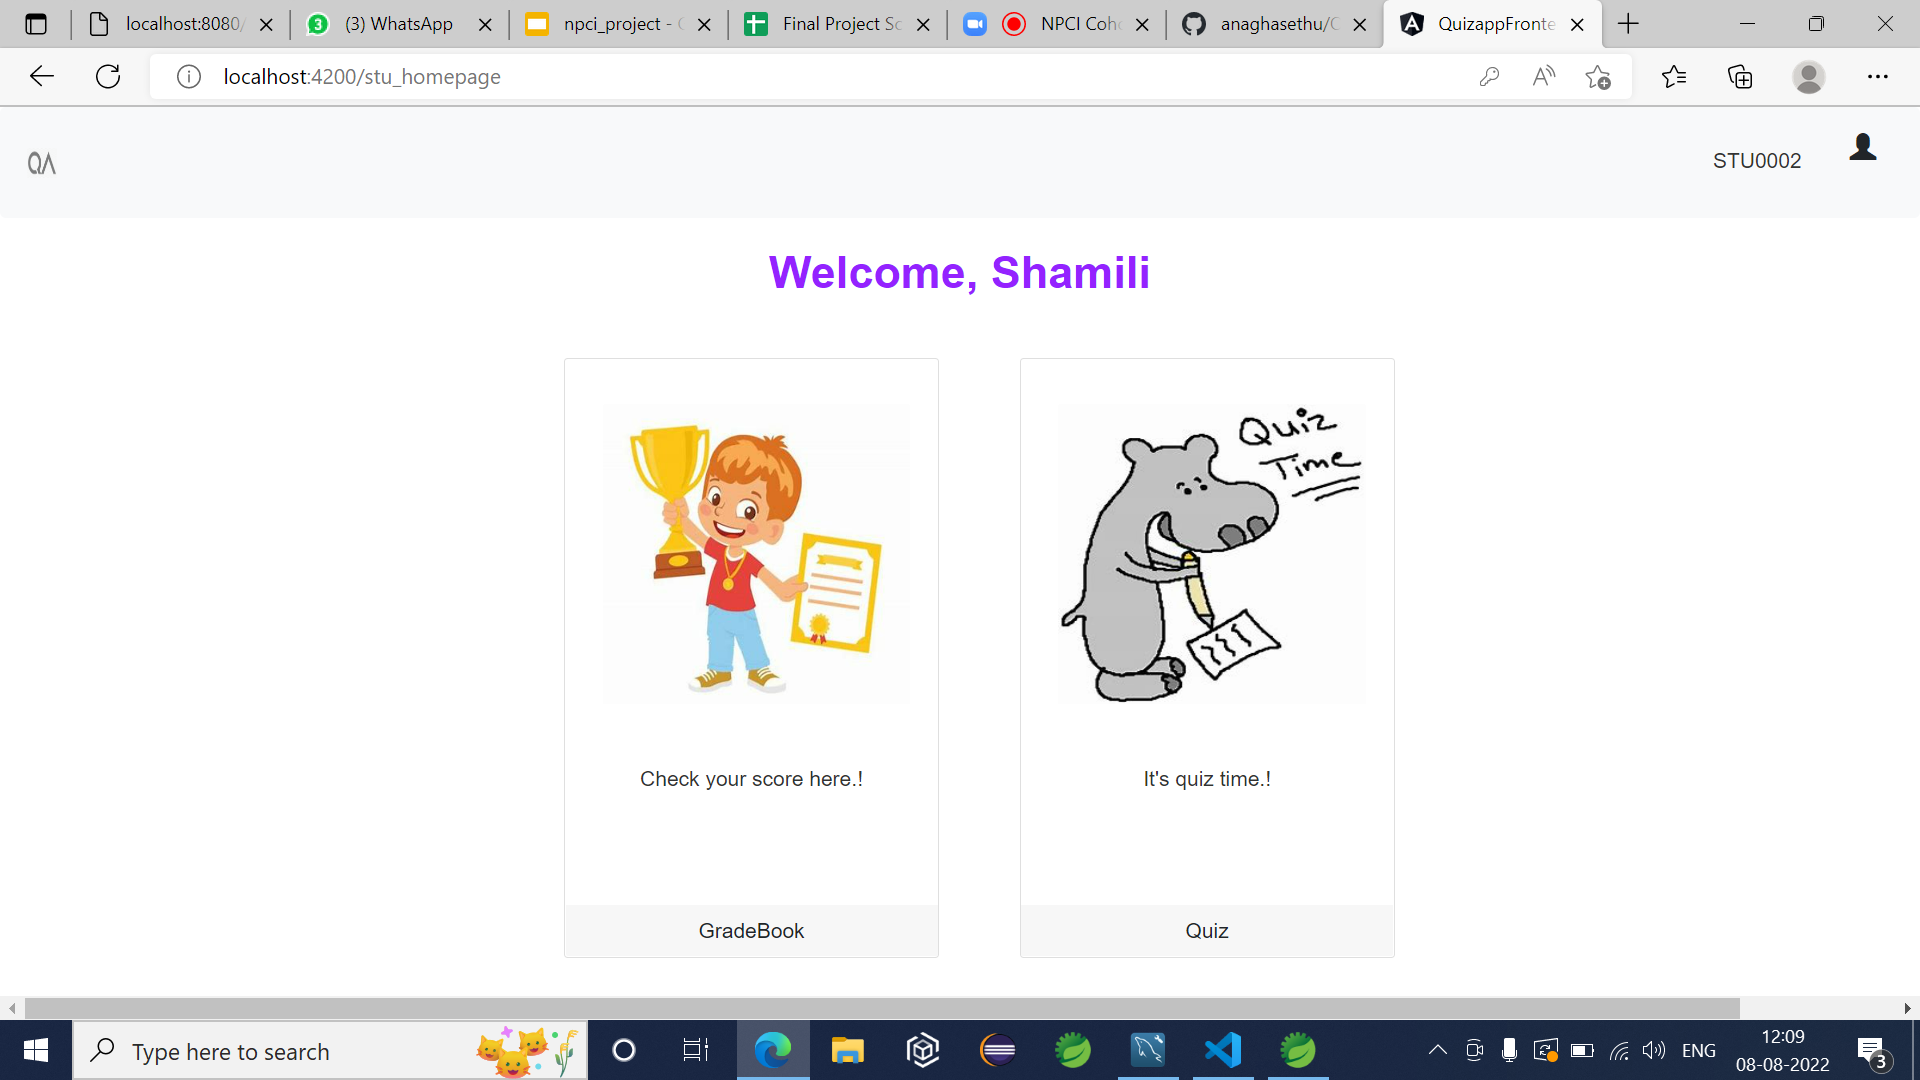 localhost:8080/
(3) WhatsApp
npci_project -
Final Project Sc
NPCI Coho
anaghasethu/
QuizappFronte
localhost:4200/stu_homepage
QA
STU0002
Welcome, Shamili
Quiz
Time
Check your score here.!
It's quiz time.!
GradeBook
Quiz
Type here to search
ENG
12:09
08-08-2022
3